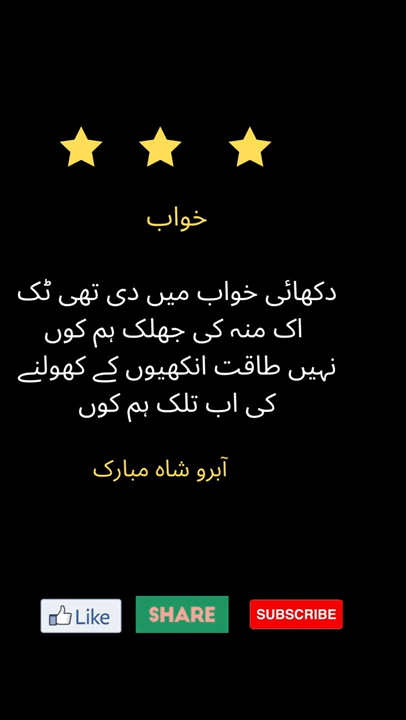 خواب
دکھائی خواب میں دی تھی ٹک
اک منہ کی جھلک ہم کوں
نہیں طاقت انکھیوں کے کھولنے
کی اب تلک ہم کوں
آبرو شاہ مبارک
Like
SHARE
SUBSCRIBE